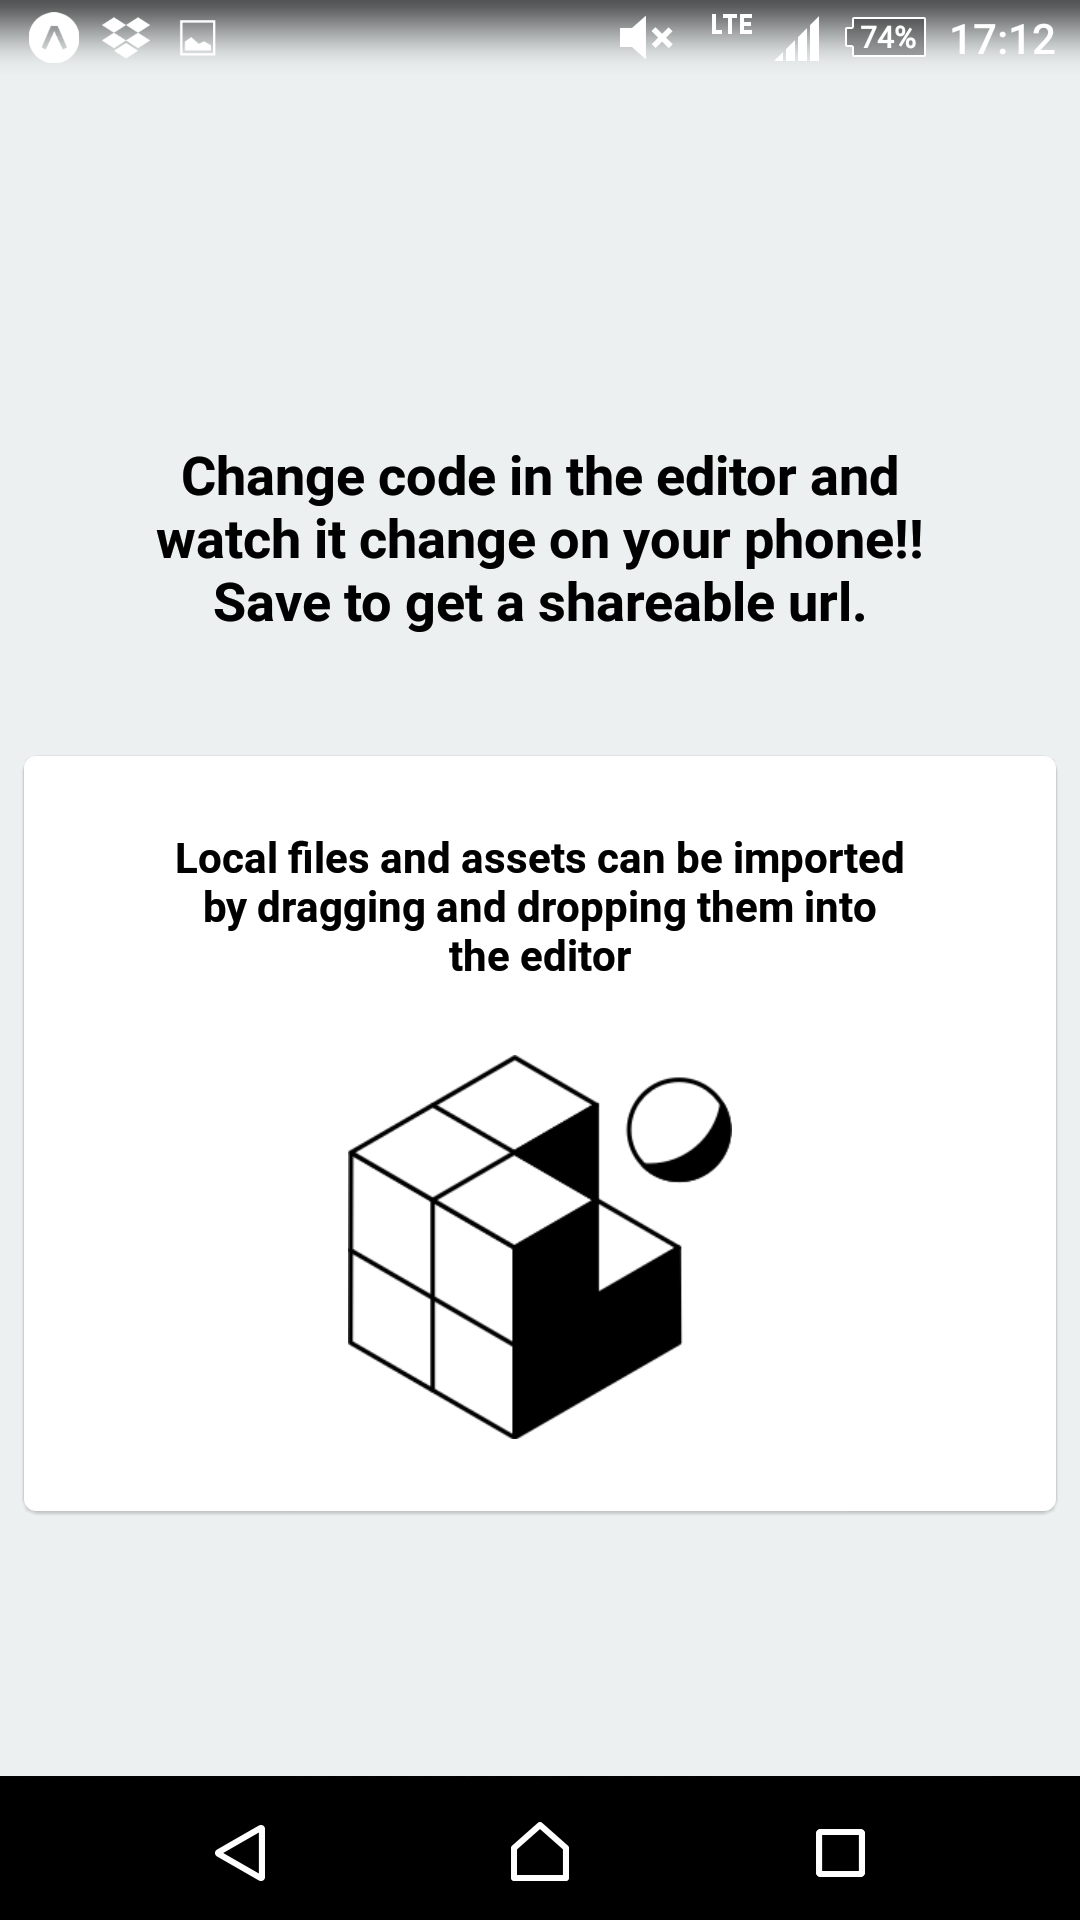 LTE 74% 17:12
Change code in the editor and
watch it change on your phone!!
Save to get a shareable url.
Local files and assets can be imported
by dragging and dropping them into
the editor